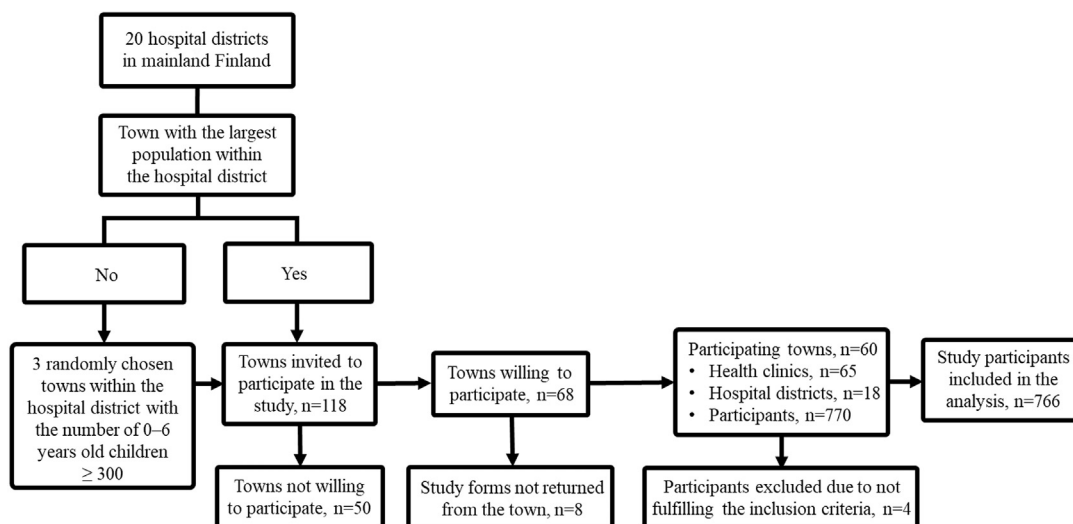 20 hospital districts
in mainland Finland
Town with the largest
population within
the hospital district
No
Yes
3 randomly chosen
towns within the
hospital district with
the number of 0–6
years old children
≥ 300
Towns invited to
participate in the
study, n=118
Towns willing to
participate, n=68
Participating towns, n=60
• Health clinics, n=65
• Hospital districts, n=18
• Participants, n=770
Study participants
included in the
analysis, n=766
Towns not willing
to participate, n=50
Study forms not returned
from the town, n=8
Participants excluded due to not
fulfilling the inclusion criteria, n=4